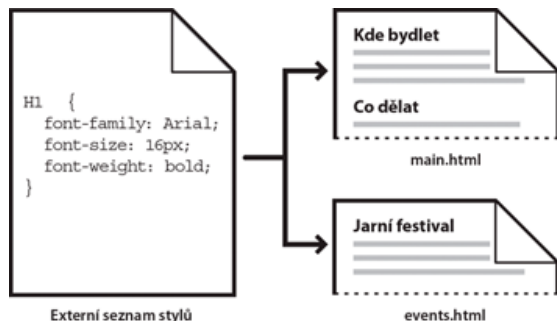 H1 {
font-family: Arial;
font-size: 16px;
font-weight: bold;
}
Externí seznam stylů
Kde bydlet
Co dělat
main.html
Jarní festival
events.html